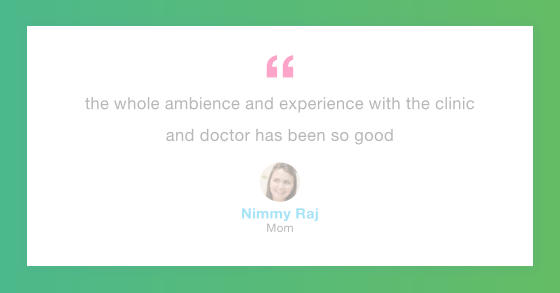 “
the whole ambience and experience with the clinic
and doctor has been so good
Nimmy Raj
Mom